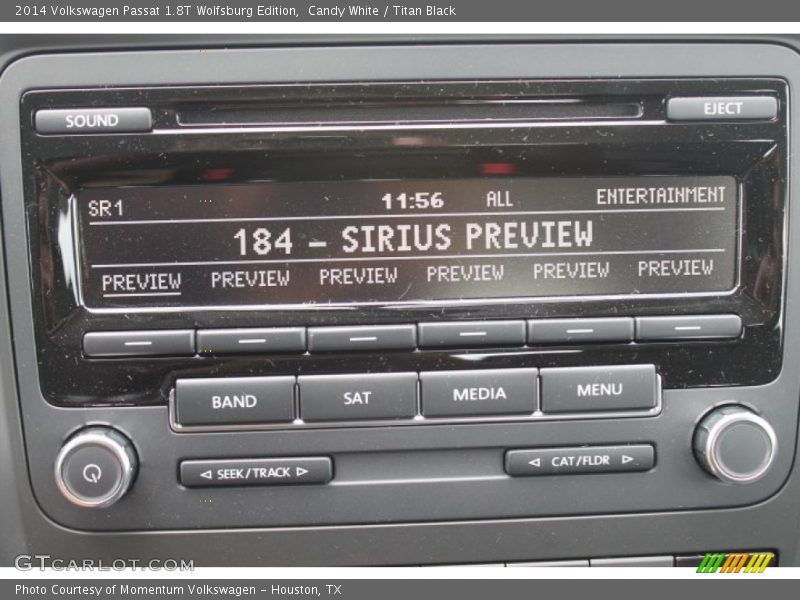 2014 Volkswagen Passat 1.8T Wolfsburg Edition, Candy White / Titan Black
SOUND
EJECT
SR1 11:56 ALL ENTERTAINMENT
184 - SIRIUS PREVIEW
PREVIEW PREVIEW PREVIEW PREVIEW PREVIEW PREVIEW
BAND SAT MEDIA MENU
SEEK/TRACK
CAT/FLDR
GTCARLOT.COM
Photo Courtesy of Momentum Volkswagen - Houston, TX